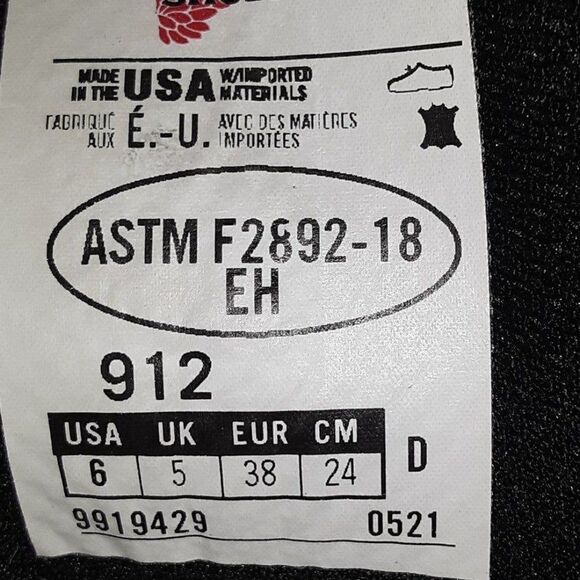 MADE IN THE USA W/IMPORTED MATERIALS
FABRIQUÉ AUX É.-U. AVEC DES MATIÈRES IMPORTÉES
ASTM F2892-18
EH
912
USA UK EUR CM
6 5 38 24 D
9919429 0521